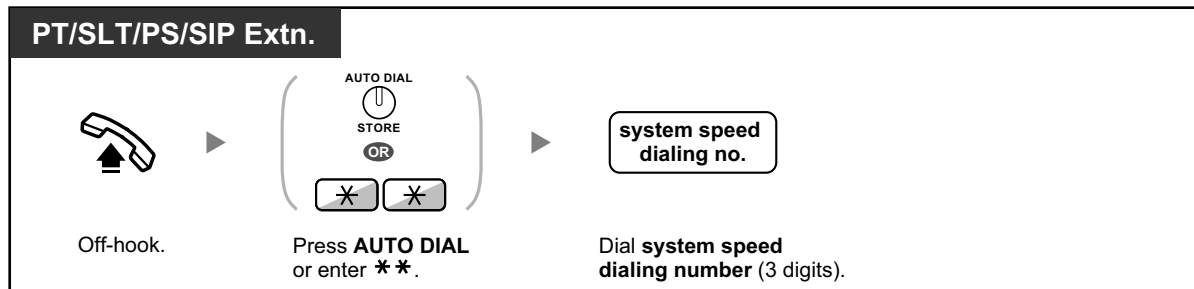 PT/SLT/PS/SIP Extn.
AUTO DIAL
STORE
OR
* *
system speed
dialing no.
Off-hook.
Press AUTO DIAL
or enter * * .
Dial system speed
dialing number (3 digits).